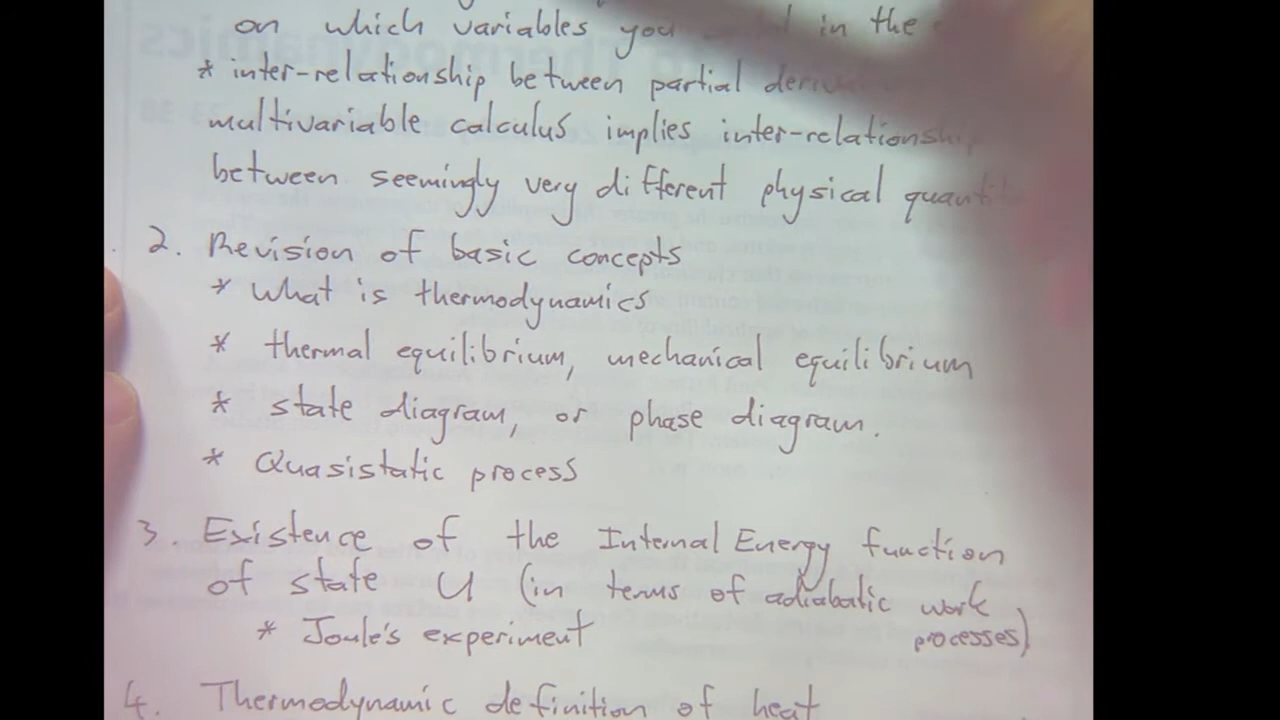 on which variables you in the
* inter-relationship between partial
multivariable calculus implies inter-relationship
between seemingly very different physical
2. Revision of basic concepts
* What is thermodynamics
* thermal equilibrium, mechanical equilibrium
* state diagram, or phase diagram.
* Quasistatic process
3. Existence of the Internal Energy function
of state U (in terms of adiabatic work
processes)
* Joule's experiment
4. Thermodynamic definition of heat